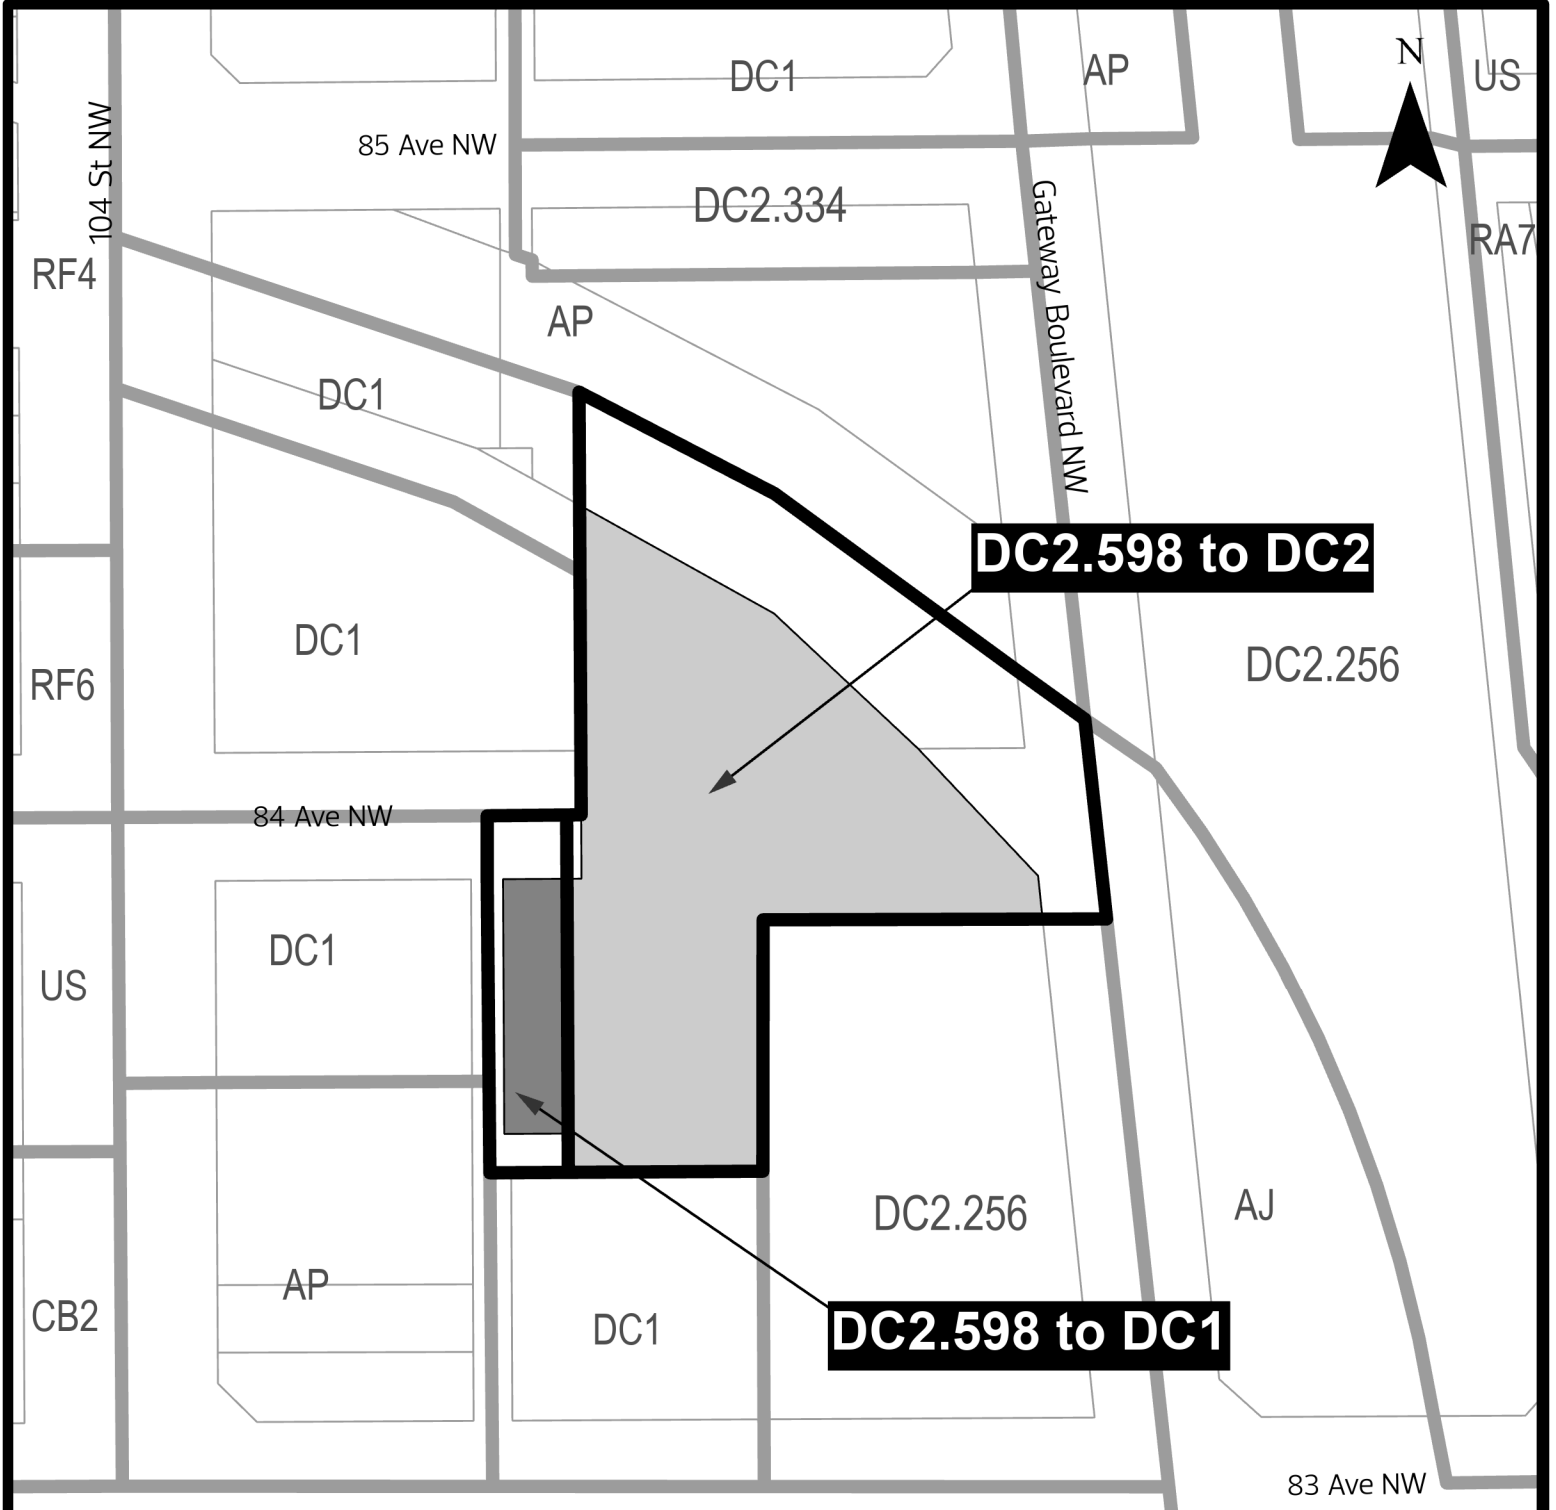 N
DC1
AP
US
104 St NW
85 Ave NW
DC2.334
Gateway Boulevard NW
RA7
RF4
AP
DC1
DC2.598 to DC2
DC1
DC2.256
RF6
84 Ave NW
DC1
US
DC2.256
AJ
AP
CB2
DC1
DC2.598 to DC1
83 Ave NW